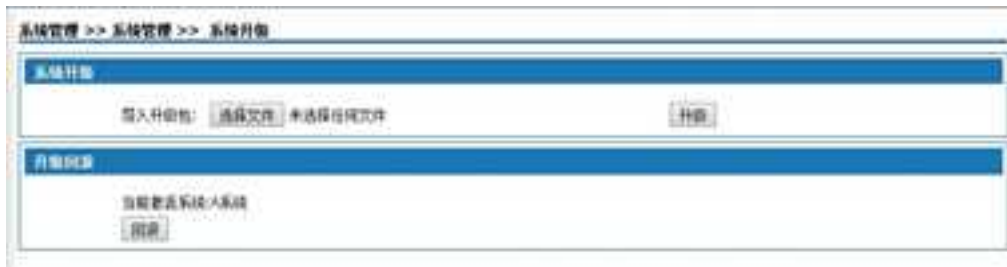 系统管理 >> 系统管理 >> 系统升级
系统升级
导入升级包: 选择文件 未选择任何文件 升级
升级回滚
当前是在系统:A系统
回滚